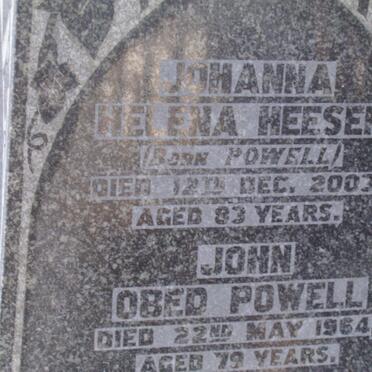 JOHANNA
HELENA HEESE
(BORN POWELL)
DIED 12TH DEC. 2003
AGED 83 YEARS.
JOHN
OBED POWELL
DIED 22ND MAY 1964
AGED 79 YEARS.